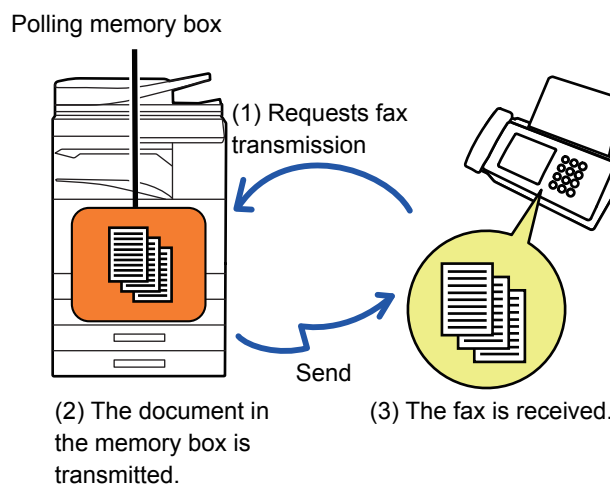 Polling memory box
(1) Requests fax
transmission
Send
(2) The document in
the memory box is
transmitted.
(3) The fax is received.